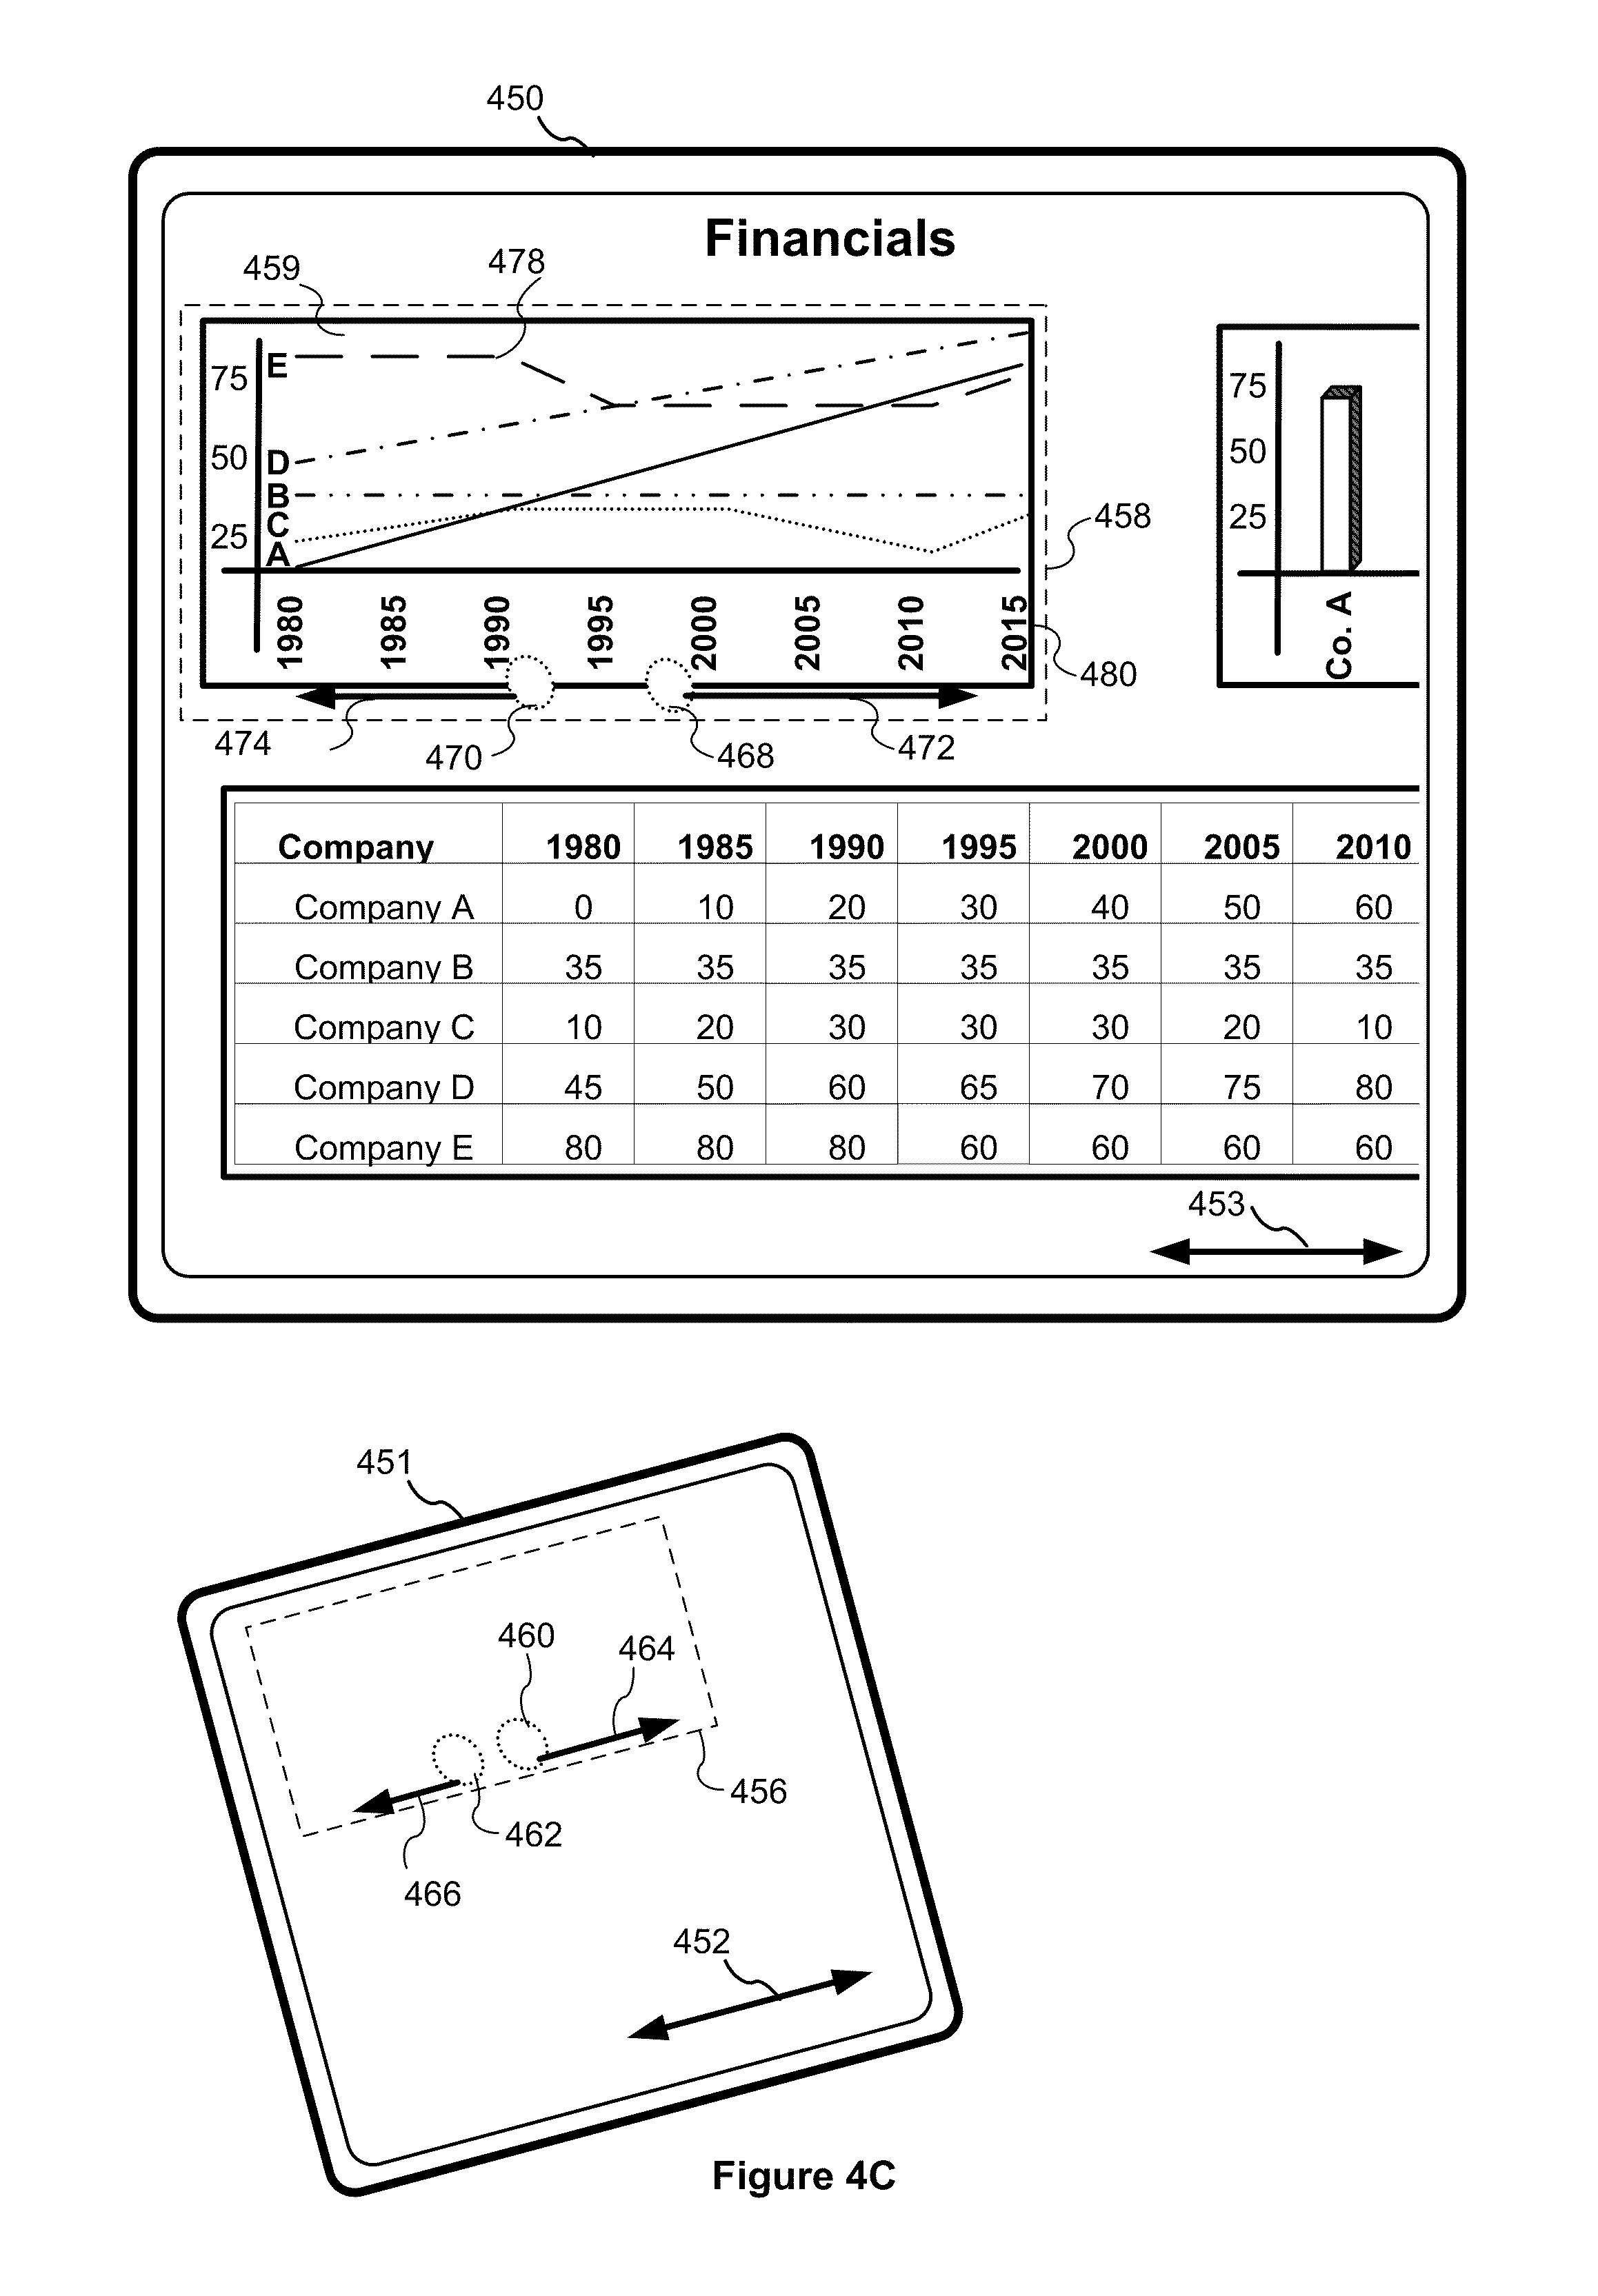 450
Financials
459
478
75
E
50
D
B
C
25
A
458
1980 1985 1990 1995 2000 2005 2010 2015
480
474
470
468
472
75
50
25
Co. A
Company 1980 1985 1990 1995 2000 2005 2010
Company A 0 10 20 30 40 50 60
Company B 35 35 35 35 35 35 35
Company C 10 20 30 30 30 20 10
Company D 45 50 60 65 70 75 80
Company E 80 80 80 60 60 60 60
453
451
460
464
456
462
466
452
Figure 4C